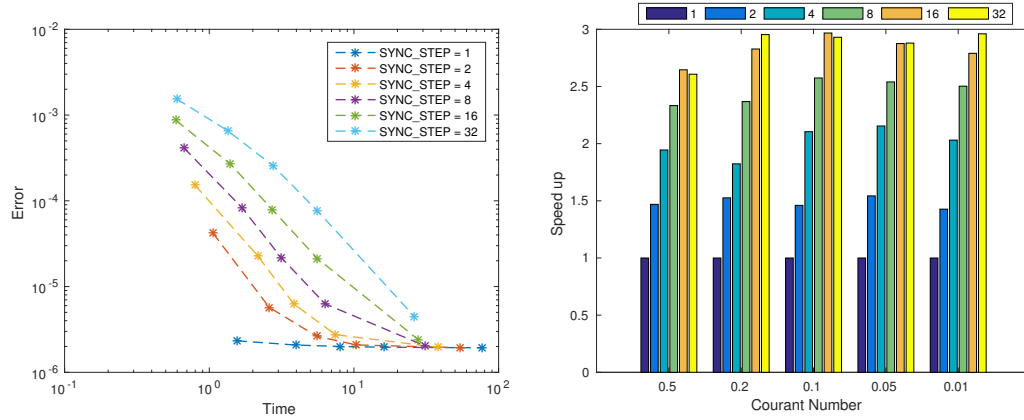 10^-2
10^-3
10^-4
10^-5
10^-6
Error
SYNC_STEP = 1
SYNC_STEP = 2
SYNC_STEP = 4
SYNC_STEP = 8
SYNC_STEP = 16
SYNC_STEP = 32
10^-1
10^0
10^1
10^2
Time
1 2 4 8 16 32
3
2.5
2
1.5
1
0.5
0
Speed up
0.5 0.2 0.1 0.05 0.01
Courant Number